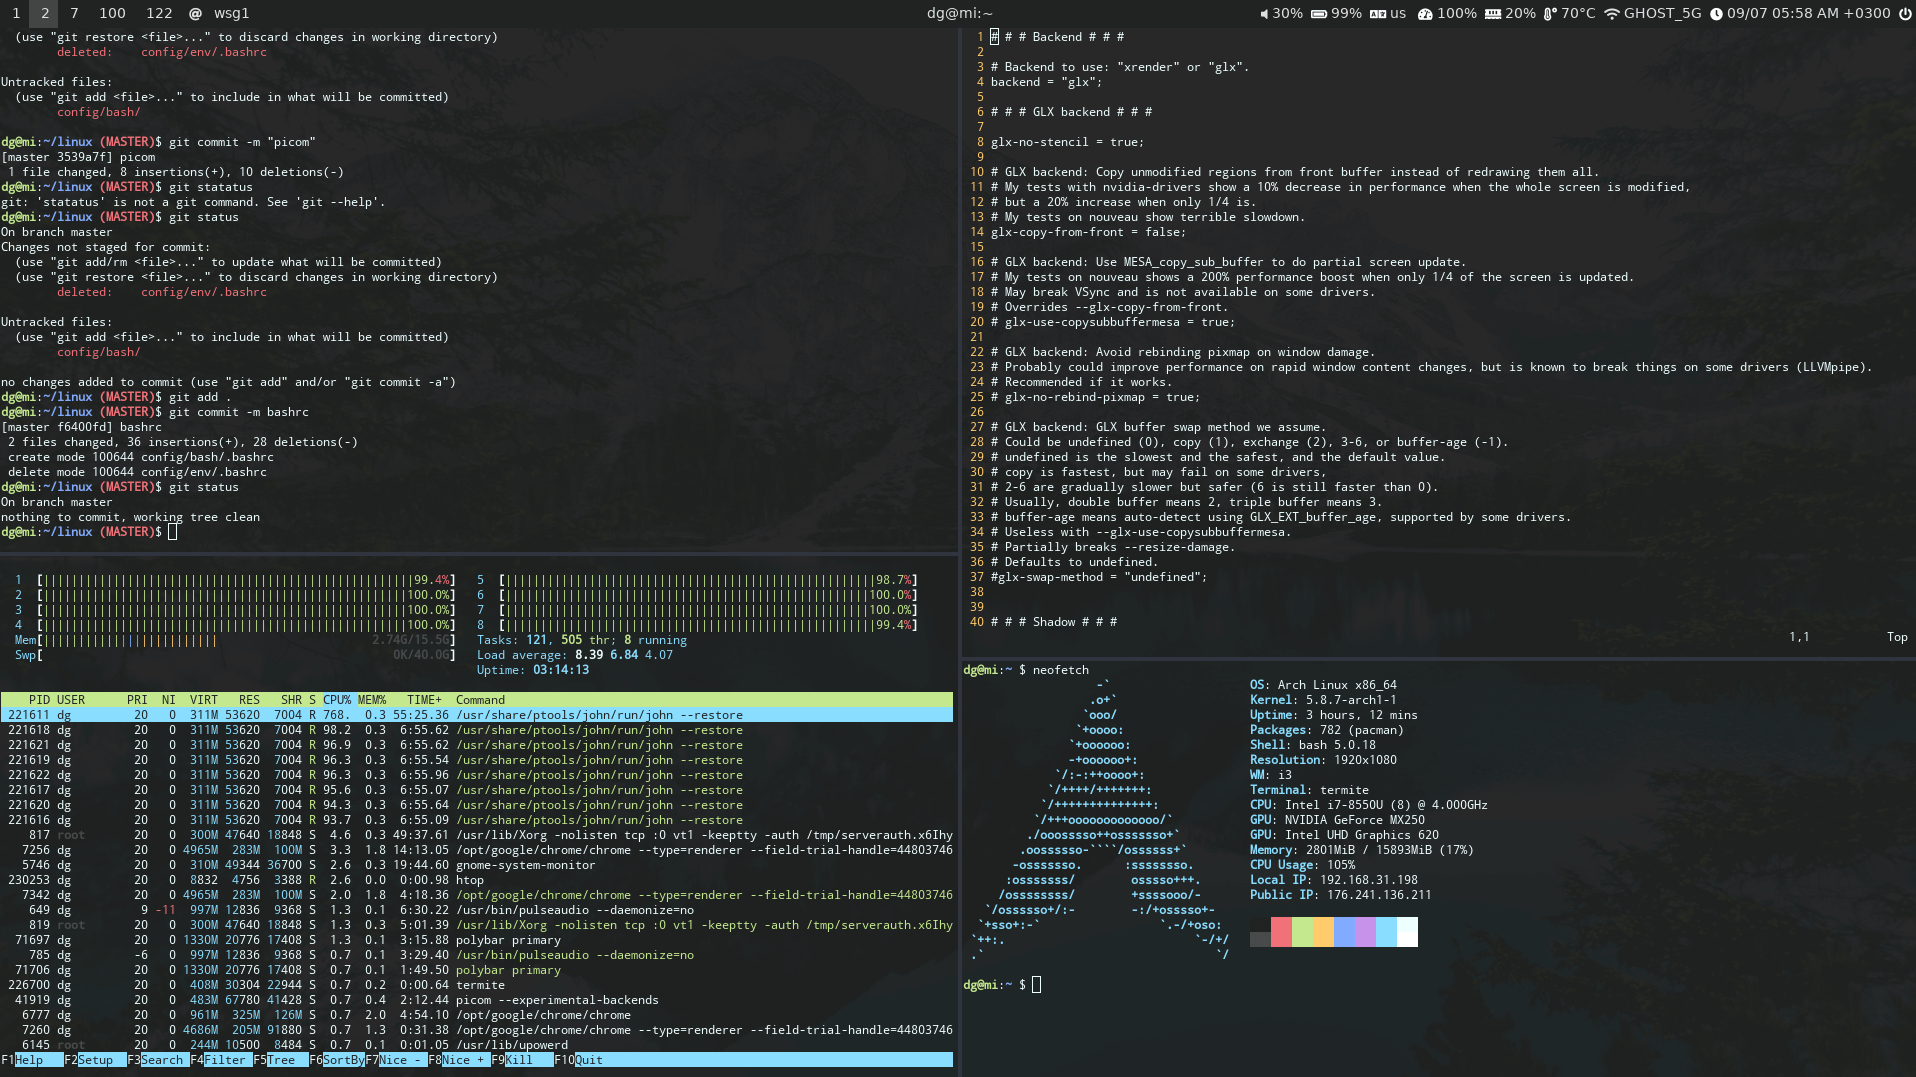 1 2 7 100 122 @ wsg1 dg@mi:~ 30% 99% us 100% 20% 70°C GHOST_5G 09/07 05:58 AM +0300
(use "git restore <file>..." to discard changes in working directory)
deleted: config/env/.bashrc
Untracked files:
(use "git add <file>..." to include in what will be committed)
config/bash/
dg@mi:~/linux (MASTER)$ git commit -m "picom"
[master 3539a7f] picom
1 file changed, 8 insertions(+), 10 deletions(-)
dg@mi:~/linux (MASTER)$ git statatus
git: 'statatus' is not a git command. See 'git --help'.
dg@mi:~/linux (MASTER)$ git status
On branch master
Changes not staged for commit:
(use "git add/rm <file>..." to update what will be committed)
(use "git restore <file>..." to discard changes in working directory)
deleted: config/env/.bashrc
Untracked files:
(use "git add <file>..." to include in what will be committed)
config/bash/
no changes added to commit (use "git add" and/or "git commit -a")
dg@mi:~/linux (MASTER)$ git add .
dg@mi:~/linux (MASTER)$ git commit -m bashrc
[master f6400fd] bashrc
2 files changed, 36 insertions(+), 28 deletions(-)
create mode 100644 config/bash/.bashrc
delete mode 100644 config/env/.bashrc
dg@mi:~/linux (MASTER)$ git status
On branch master
nothing to commit, working tree clean
dg@mi:~/linux (MASTER)$
1 # # # Backend # # #
2
3 # Backend to use: "xrender" or "glx".
4 backend = "glx";
5
6 # # # GLX backend # # #
7
8 glx-no-stencil = true;
9
10 # GLX backend: Copy unmodified regions from front buffer instead of redrawing them all.
11 # My tests with nvidia-drivers show a 10% decrease in performance when the whole screen is modified,
12 # but a 20% increase when only 1/4 is.
13 # My tests on nouveau show terrible slowdown.
14 glx-copy-from-front = false;
15
16 # GLX backend: Use MESA_copy_sub_buffer to do partial screen update.
17 # My tests on nouveau shows a 200% performance boost when only 1/4 of the screen is updated.
18 # May break VSync and is not available on some drivers.
19 # Overrides --glx-copy-from-front.
20 # glx-use-copysubbuffermesa = true;
21
22 # GLX backend: Avoid rebinding pixmap on window damage.
23 # Probably could improve performance on rapid window content changes, but is known to break things on some drivers (LLVMpipe).
24 # Recommended if it works.
25 # glx-no-rebind-pixmap = true;
26
27 # GLX backend: GLX buffer swap method we assume.
28 # Could be undefined (0), copy (1), exchange (2), 3-6, or buffer-age (-1).
29 # undefined is the slowest and the safest, and the default value.
30 # copy is fastest, but may fail on some drivers,
31 # 2-6 are gradually slower but safer (6 is still faster than 0).
32 # Usually, double buffer means 2, triple buffer means 3.
33 # buffer-age means auto-detect using GLX_EXT_buffer_age, supported by some drivers.
34 # Useless with --glx-use-copysubbuffermesa.
35 # Partially breaks --resize-damage.
36 # Defaults to undefined.
37 #glx-swap-method = "undefined";
38
39
40 # # # Shadow # # #
1,1 Top
1 [99.4%] 5 [98.7%]
2 [100.0%] 6 [100.0%]
3 [100.0%] 7 [100.0%]
4 [100.0%] 8 [99.4%]
Mem[2.74G/15.5G] Tasks: 121, 505 thr; 8 running
Swp[0K/40.0G] Load average: 8.39 6.84 4.07
Uptime: 03:14:13
PID USER PRI NI VIRT RES SHR S CPU% MEM% TIME+ Command
221611 dg 20 0 311M 53620 7004 R 768. 0.3 55:25.36 /usr/share/ptools/john/run/john --restore
221618 dg 20 0 311M 53620 7004 R 98.2 0.3 6:55.62 /usr/share/ptools/john/run/john --restore
221621 dg 20 0 311M 53620 7004 R 96.9 0.3 6:55.62 /usr/share/ptools/john/run/john --restore
221619 dg 20 0 311M 53620 7004 R 96.3 0.3 6:55.54 /usr/share/ptools/john/run/john --restore
221622 dg 20 0 311M 53620 7004 R 96.3 0.3 6:55.96 /usr/share/ptools/john/run/john --restore
221617 dg 20 0 311M 53620 7004 R 95.6 0.3 6:55.07 /usr/share/ptools/john/run/john --restore
221620 dg 20 0 311M 53620 7004 R 94.3 0.3 6:55.64 /usr/share/ptools/john/run/john --restore
221616 dg 20 0 311M 53620 7004 R 93.7 0.3 6:55.09 /usr/share/ptools/john/run/john --restore
817 root 20 0 300M 47640 18848 S 4.6 0.3 49:37.61 /usr/lib/Xorg -nolisten tcp :0 vt1 -keeptty -auth /tmp/serverauth.x6Ihy
7256 dg 20 0 4965M 283M 100M S 3.3 1.8 14:13.05 /opt/google/chrome/chrome --type=renderer --field-trial-handle=44803746
5746 dg 20 0 310M 49344 36700 S 2.6 0.3 19:44.60 gnome-system-monitor
230253 dg 20 0 8832 4756 3388 R 2.6 0.0 0:00.98 htop
7342 dg 20 0 4965M 283M 100M S 2.0 1.8 4:18.36 /opt/google/chrome/chrome --type=renderer --field-trial-handle=44803746
649 dg 9 -11 997M 12836 9368 S 1.3 0.1 6:30.22 /usr/bin/pulseaudio --daemonize=no
819 root 20 0 300M 47640 18848 S 1.3 0.3 5:01.39 /usr/lib/Xorg -nolisten tcp :0 vt1 -keeptty -auth /tmp/serverauth.x6Ihy
71697 dg 20 0 1330M 20776 17408 S 1.3 0.1 3:15.88 polybar primary
785 dg -6 0 997M 12836 9368 S 0.7 0.1 3:29.40 /usr/bin/pulseaudio --daemonize=no
71706 dg 20 0 1330M 20776 17408 S 0.7 0.1 1:49.50 polybar primary
226700 dg 20 0 408M 30304 22944 S 0.7 0.2 0:00.64 termite
41919 dg 20 0 483M 67780 41428 S 0.7 0.4 2:12.44 picom --experimental-backends
6777 dg 20 0 961M 325M 126M S 0.7 2.0 4:54.10 /opt/google/chrome/chrome
7260 dg 20 0 4686M 205M 91880 S 0.7 1.3 0:31.38 /opt/google/chrome/chrome --type=renderer --field-trial-handle=44803746
6145 root 20 0 244M 10500 8484 S 0.7 0.1 0:01.05 /usr/lib/upowerd
F1Help F2Setup F3Search F4Filter F5Tree F6SortBy F7Nice - F8Nice + F9Kill F10Quit
dg@mi:~ $ neofetch
OS: Arch Linux x86_64
Kernel: 5.8.7-arch1-1
Uptime: 3 hours, 12 mins
Packages: 782 (pacman)
Shell: bash 5.0.18
Resolution: 1920x1080
WM: i3
Terminal: termite
CPU: Intel i7-8550U (8) @ 4.000GHz
GPU: NVIDIA GeForce MX250
GPU: Intel UHD Graphics 620
Memory: 2801MiB / 15893MiB (17%)
CPU Usage: 105%
Local IP: 192.168.31.198
Public IP: 176.241.136.211
dg@mi:~ $